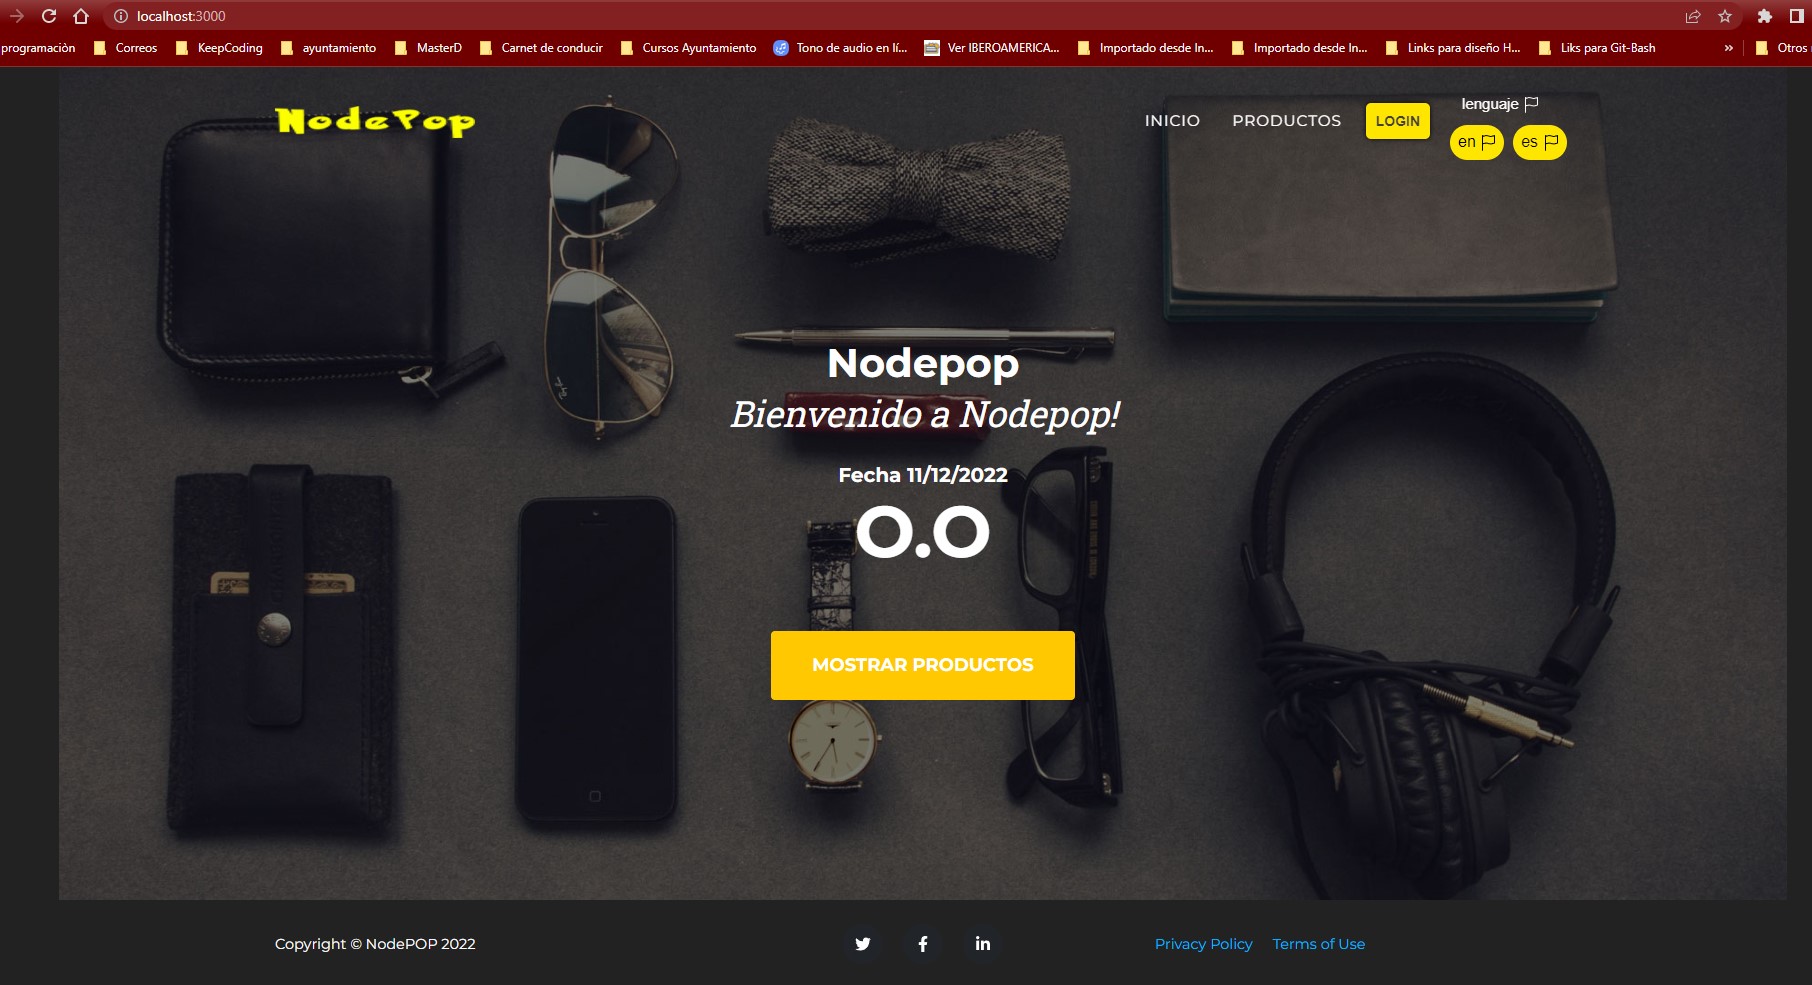 localhost:3000
programaciòn
Correos
KeepCoding
ayuntamiento
MasterD
Carnet de conducir
Cursos Ayuntamiento
Tono de audio en lí...
Ver IBEROAMERICA...
Importado desde In...
Importado desde In...
Links para diseño H...
Liks para Git-Bash
»
Otros
NodePop
INICIO
PRODUCTOS
LOGIN
lenguaje
en
es
Nodepop
Bienvenido a Nodepop!
Fecha 11/12/2022
O.O
MOSTRAR PRODUCTOS
Copyright © NodePOP 2022
Privacy Policy
Terms of Use